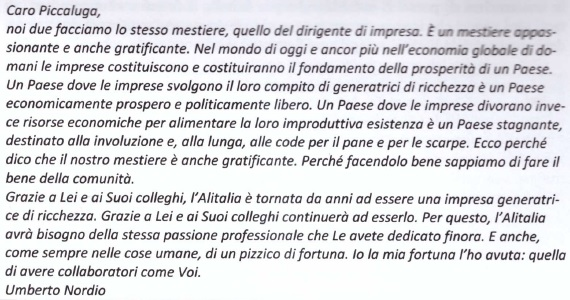 Caro Piccaluga,
noi due facciamo lo stesso mestiere, quello del dirigente di impresa. È un mestiere appas-
sionante e anche gratificante. Nel mondo di oggi e ancor più nell'economia globale di do-
mani le imprese costituiscono e costituiranno il fondamento della prosperità di un Paese.
Un Paese dove le imprese svolgono il loro compito di generatrici di ricchezza è un Paese
economicamente prospero e politicamente libero. Un Paese dove le imprese divorano inve-
ce risorse economiche per alimentare la loro improduttiva esistenza è un Paese stagnante,
destinato alla involuzione e, alla lunga, alle code per il pane e per le scarpe. Ecco perché
dico che il nostro mestiere è anche gratificante. Perché facendolo bene sappiamo di fare il
bene della comunità.
Grazie a Lei e ai Suoi colleghi, l'Alitalia è tornata da anni ad essere una impresa generatri-
ce di ricchezza. Grazie a Lei e ai Suoi colleghi continuerà ad esserlo. Per questo, l'Alitalia
avrà bisogno della stessa passione professionale che Le avete dedicato finora. E anche,
come sempre nelle cose umane, di un pizzico di fortuna. Io la mia fortuna l'ho avuta: quella
di avere collaboratori come Voi.
Umberto Nordio